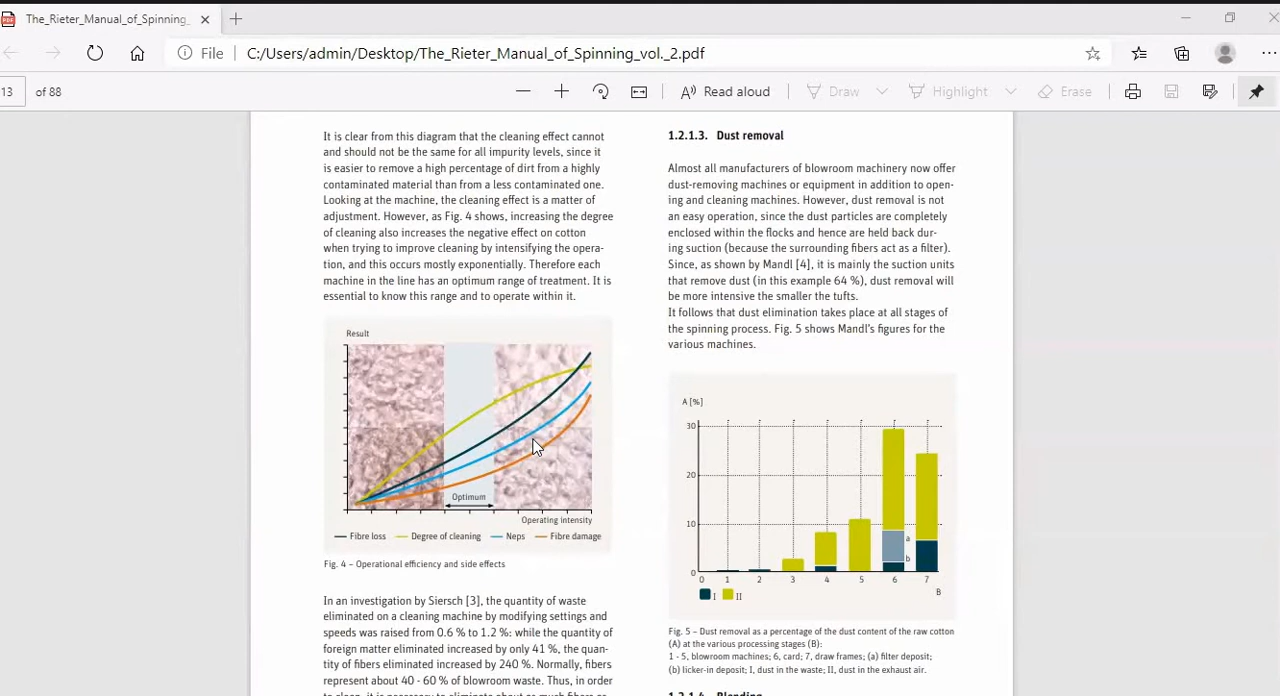 The_Rieter_Manual_of_Spinning_
File
C:/Users/admin/Desktop/The_Rieter_Manual_of_Spinning_vol._2.pdf
13 of 88
Read aloud
Draw
Highlight
Erase
It is clear from this diagram that the cleaning effect cannot
and should not be the same for all impurity levels, since it
is easier to remove a high percentage of dirt from a highly
contaminated material than from a less contaminated one.
Looking at the machine, the cleaning effect is a matter of
adjustment. However, as Fig. 4 shows, increasing the degree
of cleaning also increases the negative effect on cotton
when trying to improve cleaning by intensifying the opera-
tion, and this occurs mostly exponentially. Therefore each
machine in the line has an optimum range of treatment. It is
essential to know this range and to operate within it.
Result
Optimum
Operating intensity
Fibre loss Degree of cleaning Neps Fibre damage
Fig. 4 – Operational efficiency and side effects
In an investigation by Siersch [3], the quantity of waste
eliminated on a cleaning machine by modifying settings and
speeds was raised from 0.6 % to 1.2 %: while the quantity of
foreign matter eliminated increased by only 41 %, the quan-
tity of fibers eliminated increased by 240 %. Normally, fibers
represent about 40 - 60 % of blowroom waste. Thus, in order
1.2.1.3. Dust removal
Almost all manufacturers of blowroom machinery now offer
dust-removing machines or equipment in addition to open-
ing and cleaning machines. However, dust removal is not
an easy operation, since the dust particles are completely
enclosed within the flocks and hence are held back dur-
ing suction (because the surrounding fibers act as a filter).
Since, as shown by Mandl [4], it is mainly the suction units
that remove dust (in this example 64 %), dust removal will
be more intensive the smaller the tufts.
It follows that dust elimination takes place at all stages of
the spinning process. Fig. 5 shows Mandl's figures for the
various machines.
A [%]
30
20
10
0
a
b
0 1 2 3 4 5 6 7
B
I II
Fig. 5 – Dust removal as a percentage of the dust content of the raw cotton
(A) at the various processing stages (B):
1 - 5, blowroom machines; 6, card; 7, draw frames; (a) filter deposit;
(b) licker-in deposit; I, dust in the waste; II, dust in the exhaust air.
1.2.1.4. Blending